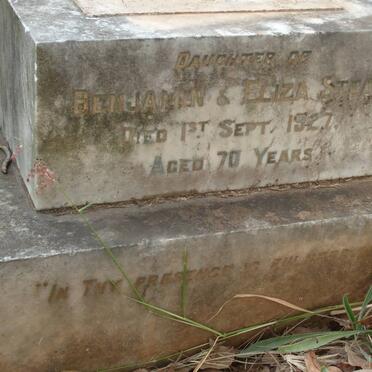 DAUGHTER OF
BENJAMIN & ELIZA
DIED 1ST SEPT. 1927.
AGED 70 YEARS
"IN THY PRESENCE IS